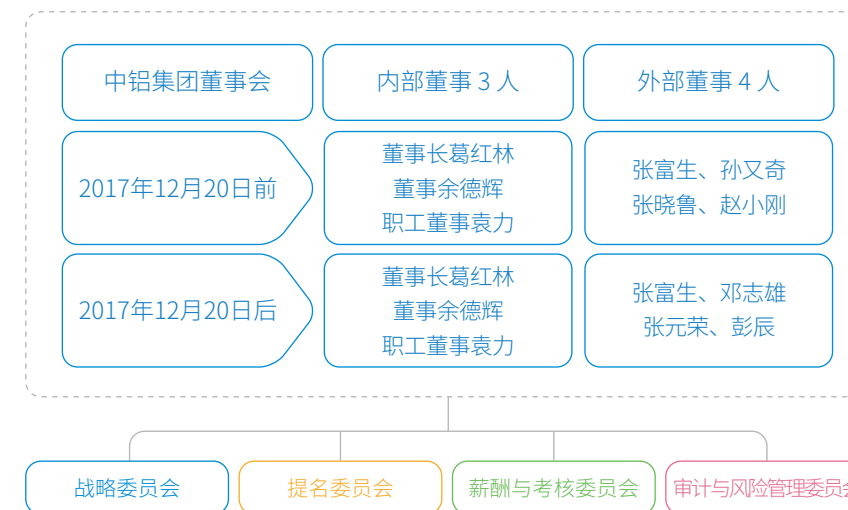 中铝集团董事会
内部董事 3 人
外部董事 4 人
2017年12月20日前
董事长葛红林
董事余德辉
职工董事袁力
张富生、孙又奇
张晓鲁、赵小刚
2017年12月20日后
董事长葛红林
董事余德辉
职工董事袁力
张富生、邓志雄
张元荣、彭辰
战略委员会
提名委员会
薪酬与考核委员会
审计与风险管理委员会